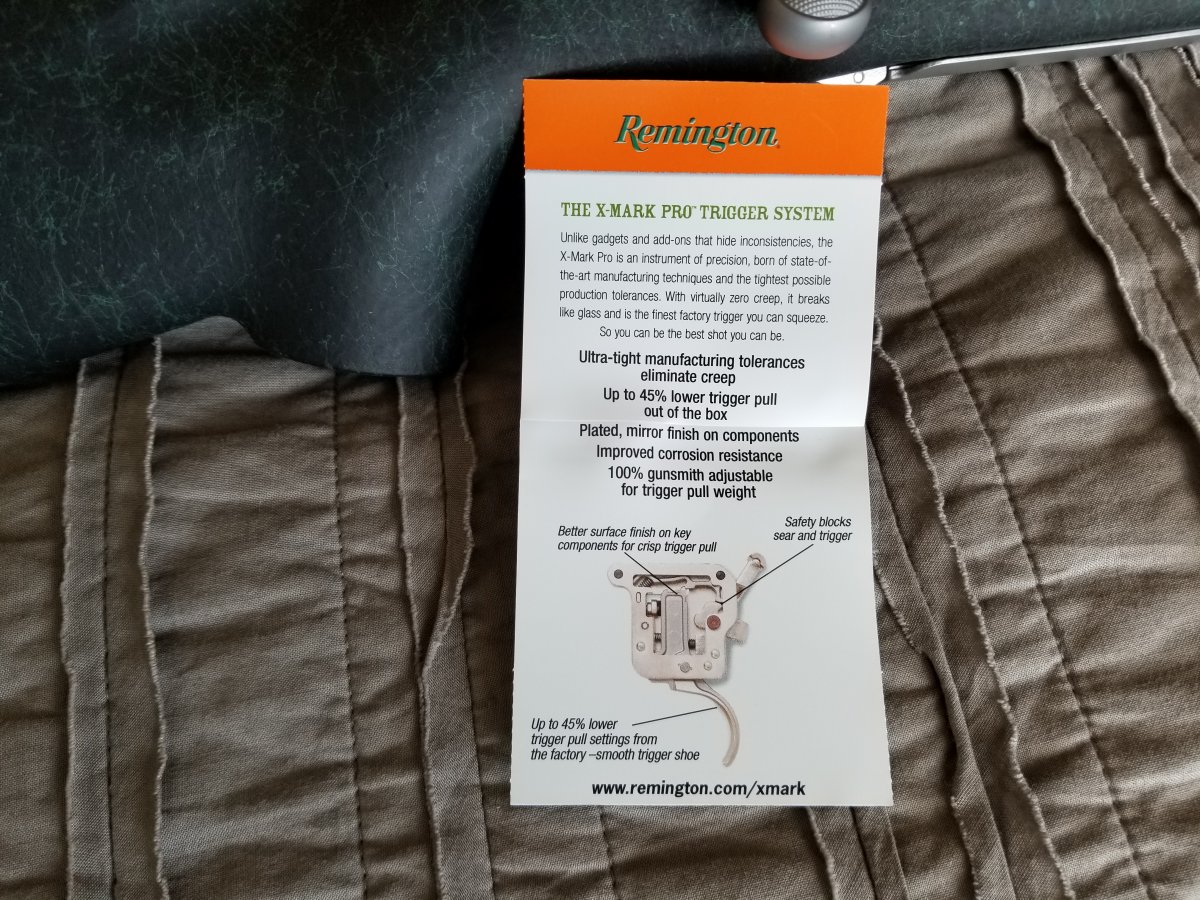 Remington
THE X-MARK PRO™ TRIGGER SYSTEM
Unlike gadgets and add-ons that hide inconsistencies, the
X-Mark Pro is an instrument of precision, born of state-of-
the-art manufacturing techniques and the tightest possible
production tolerances. With virtually zero creep, it breaks
like glass and is the finest factory trigger you can squeeze.
So you can be the best shot you can be.
Ultra-tight manufacturing tolerances
eliminate creep
Up to 45% lower trigger pull
out of the box
Plated, mirror finish on components
Improved corrosion resistance
100% gunsmith adjustable
for trigger pull weight
Better surface finish on key
components for crisp trigger pull
Safety blocks
sear and trigger
Up to 45% lower
trigger pull settings from
the factory –smooth trigger shoe
www.remington.com/xmark